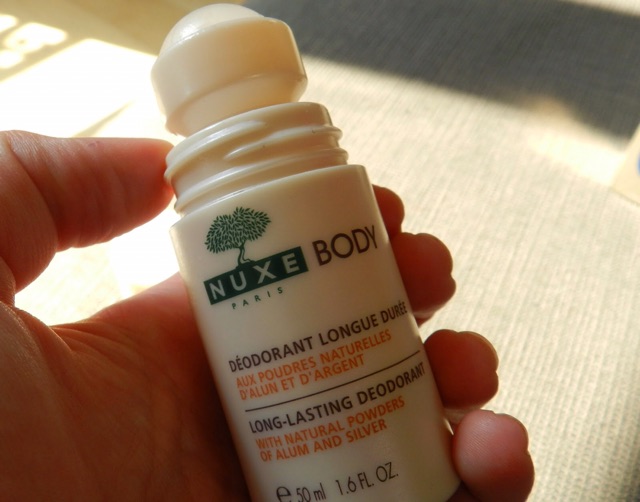 NUXE BODY
PARIS
DÉODORANT LONGUE DURÉE
AUX POUDRES NATURELLES
D'ALUN ET D'ARGENT
LONG-LASTING DEODORANT
WITH NATURAL POWDERS
OF ALUM AND SILVER
℮ 50 ml 1.6 FL. OZ.